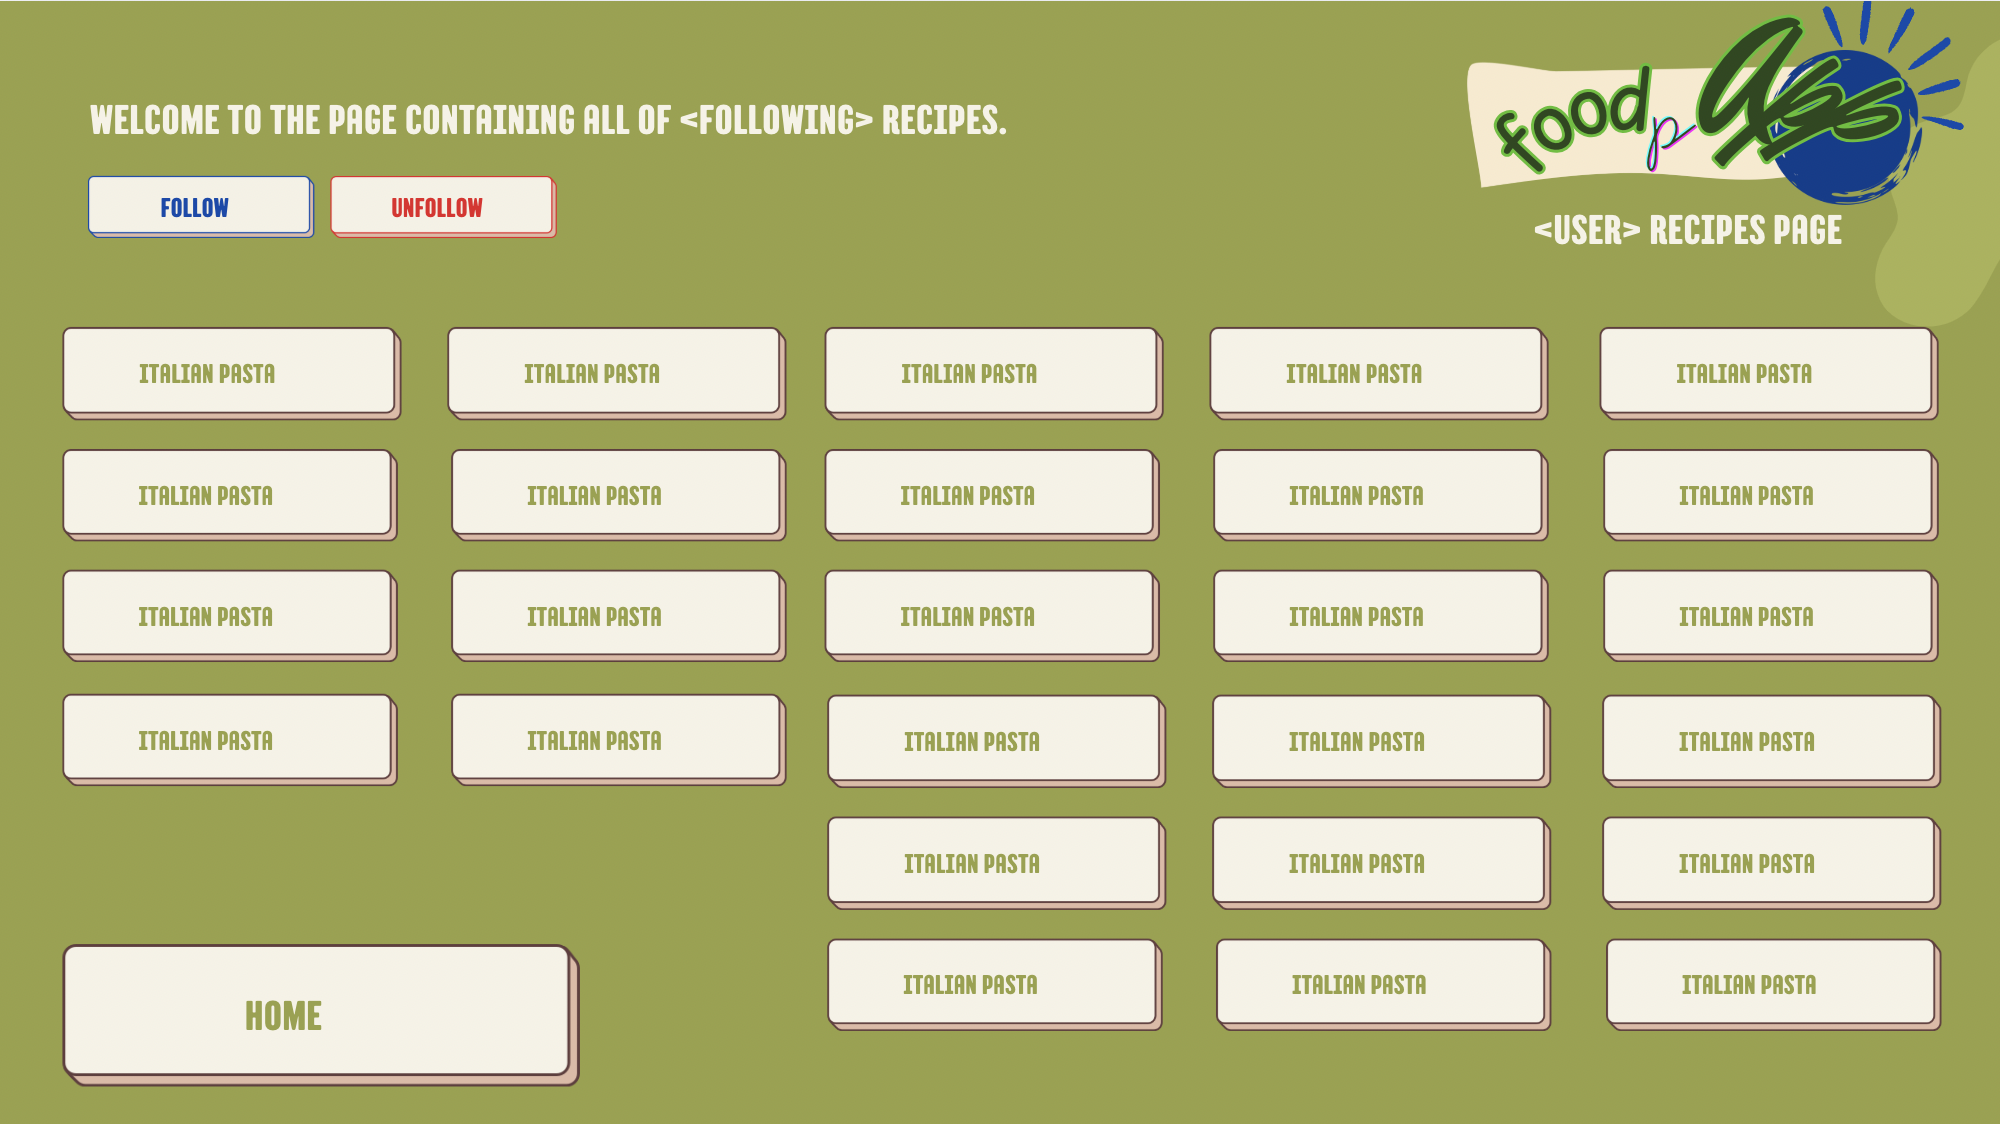 food
p
WELCOME TO THE PAGE CONTAINING ALL OF <FOLLOWING> RECIPES.
FOLLOW UNFOLLOW
<USER> RECIPES PAGE
ITALIAN PASTA ITALIAN PASTA ITALIAN PASTA ITALIAN PASTA ITALIAN PASTA
ITALIAN PASTA ITALIAN PASTA ITALIAN PASTA ITALIAN PASTA ITALIAN PASTA
ITALIAN PASTA ITALIAN PASTA ITALIAN PASTA ITALIAN PASTA ITALIAN PASTA
ITALIAN PASTA ITALIAN PASTA ITALIAN PASTA ITALIAN PASTA ITALIAN PASTA
ITALIAN PASTA ITALIAN PASTA ITALIAN PASTA
ITALIAN PASTA ITALIAN PASTA ITALIAN PASTA
HOME